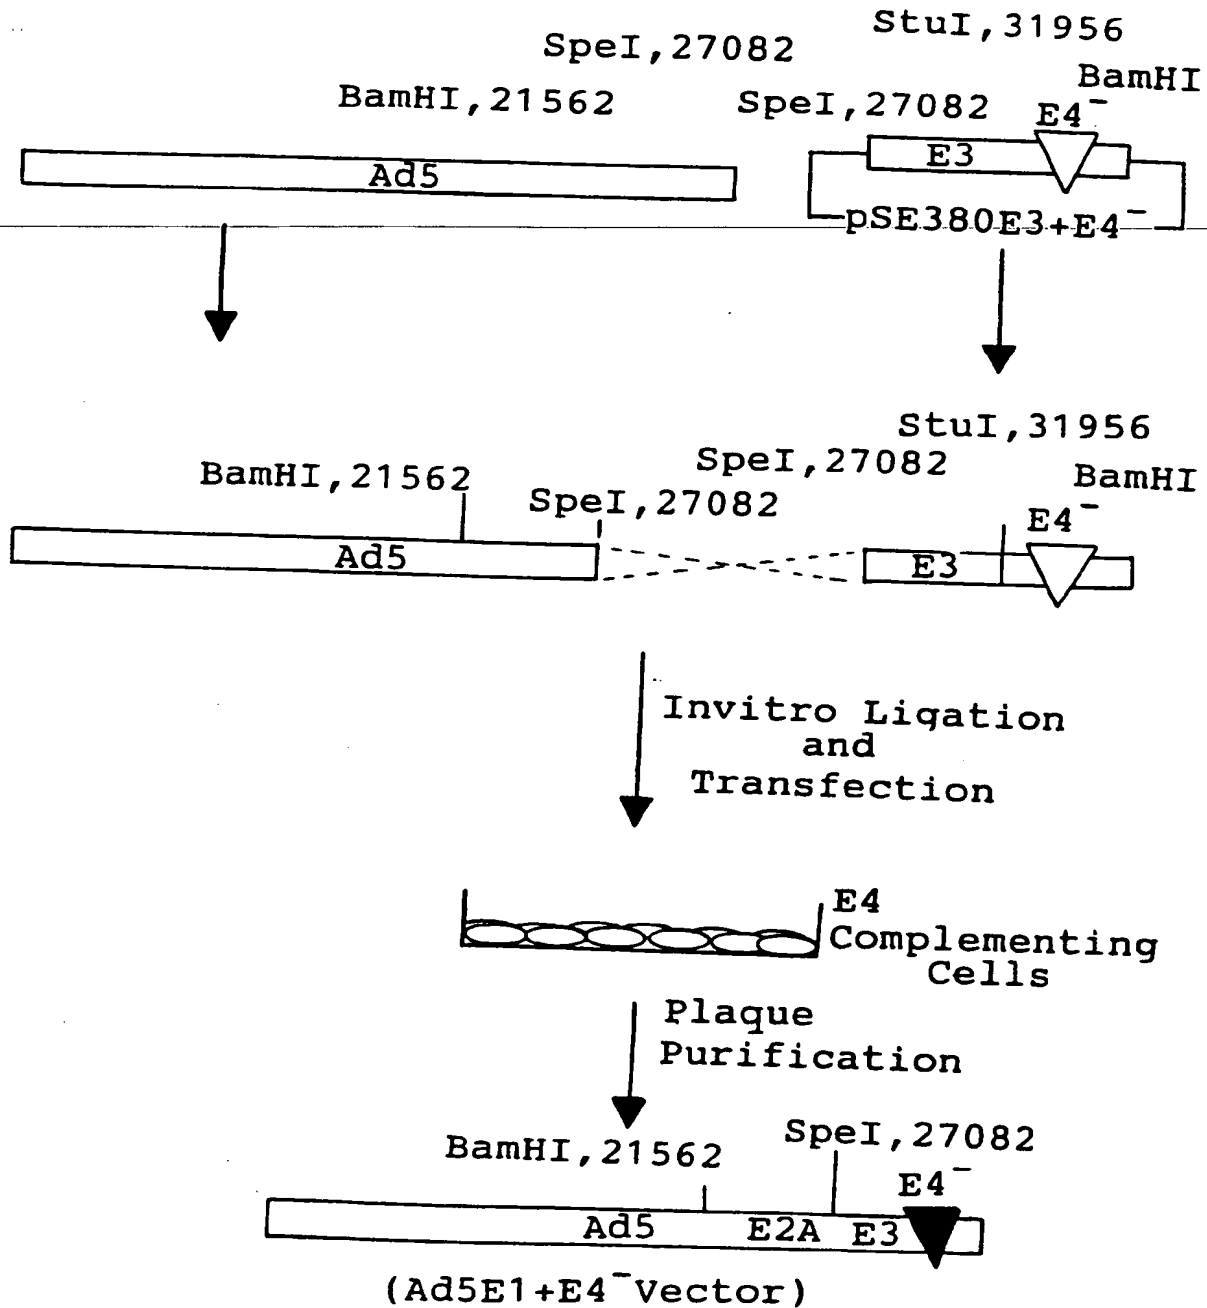 StuI,31956
SpeI,27082
BamHI
BamHI,21562
SpeI,27082
E4-
Ad5
E3
pSE380E3+E4-
StuI,31956
SpeI,27082
BamHI,21562
BamHI
SpeI,27082
E4-
Ad5
E3
Invitro Ligation
and
Transfection
E4
Complementing
Cells
Plaque
Purification
BamHI,21562
SpeI,27082
E4-
Ad5
E2A
E3
(Ad5E1+E4-Vector)